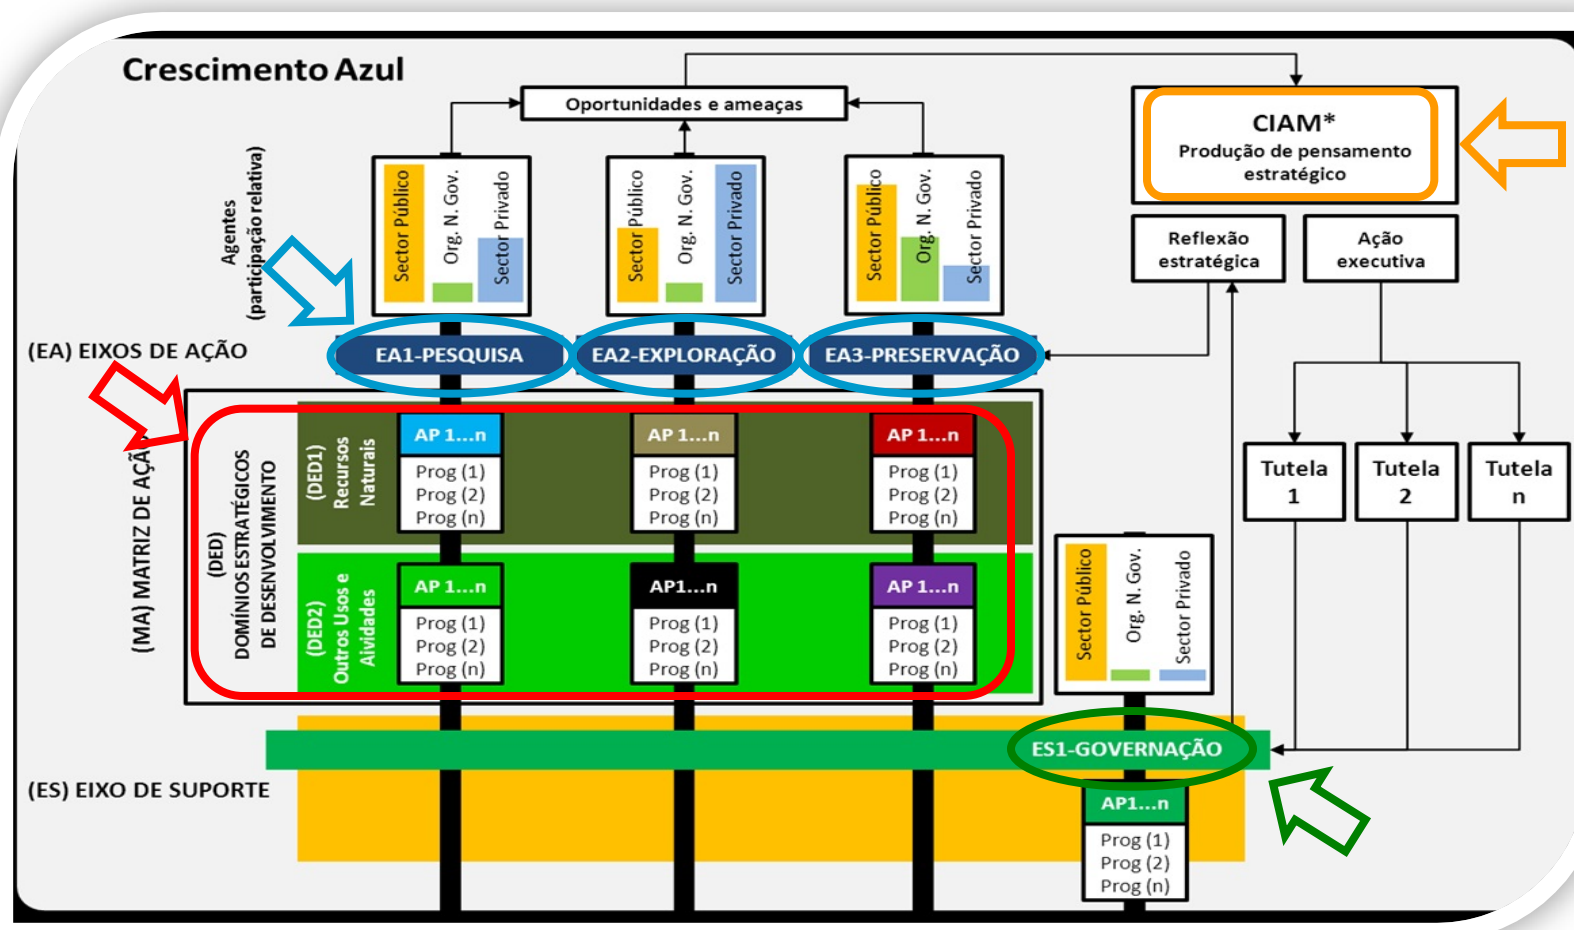 Crescimento Azul
Oportunidades e ameaças
CIAM*
Produção de pensamento
estratégico
Agentes
(participação relativa)
Sector Público
Org. N. Gov.
Sector Privado
Sector Público
Org. N. Gov.
Sector Privado
Sector Público
Org. N. Gov.
Sector Privado
Reflexão
estratégica
Ação
executiva
(EA) EIXOS DE AÇÃO
EA1-PESQUISA
EA2-EXPLORAÇÃO
EA3-PRESERVAÇÃO
(MA) MATRIZ DE AÇÃO
(DED)
DOMÍNIOS ESTRATÉGICOS
DE DESENVOLVIMENTO
(DED1)
Recursos
Naturais
AP 1...n
Prog (1)
Prog (2)
Prog (n)
AP 1...n
Prog (1)
Prog (2)
Prog (n)
AP 1...n
Prog (1)
Prog (2)
Prog (n)
Tutela
1
Tutela
2
Tutela
n
(DED2)
Outros Usos e
Aividades
AP 1...n
Prog (1)
Prog (2)
Prog (n)
AP1...n
Prog (1)
Prog (2)
Prog (n)
AP 1...n
Prog (1)
Prog (2)
Prog (n)
Sector Público
Org. N. Gov.
Sector Privado
ES1-GOVERNAÇÃO
(ES) EIXO DE SUPORTE
AP1...n
Prog (1)
Prog (2)
Prog (n)